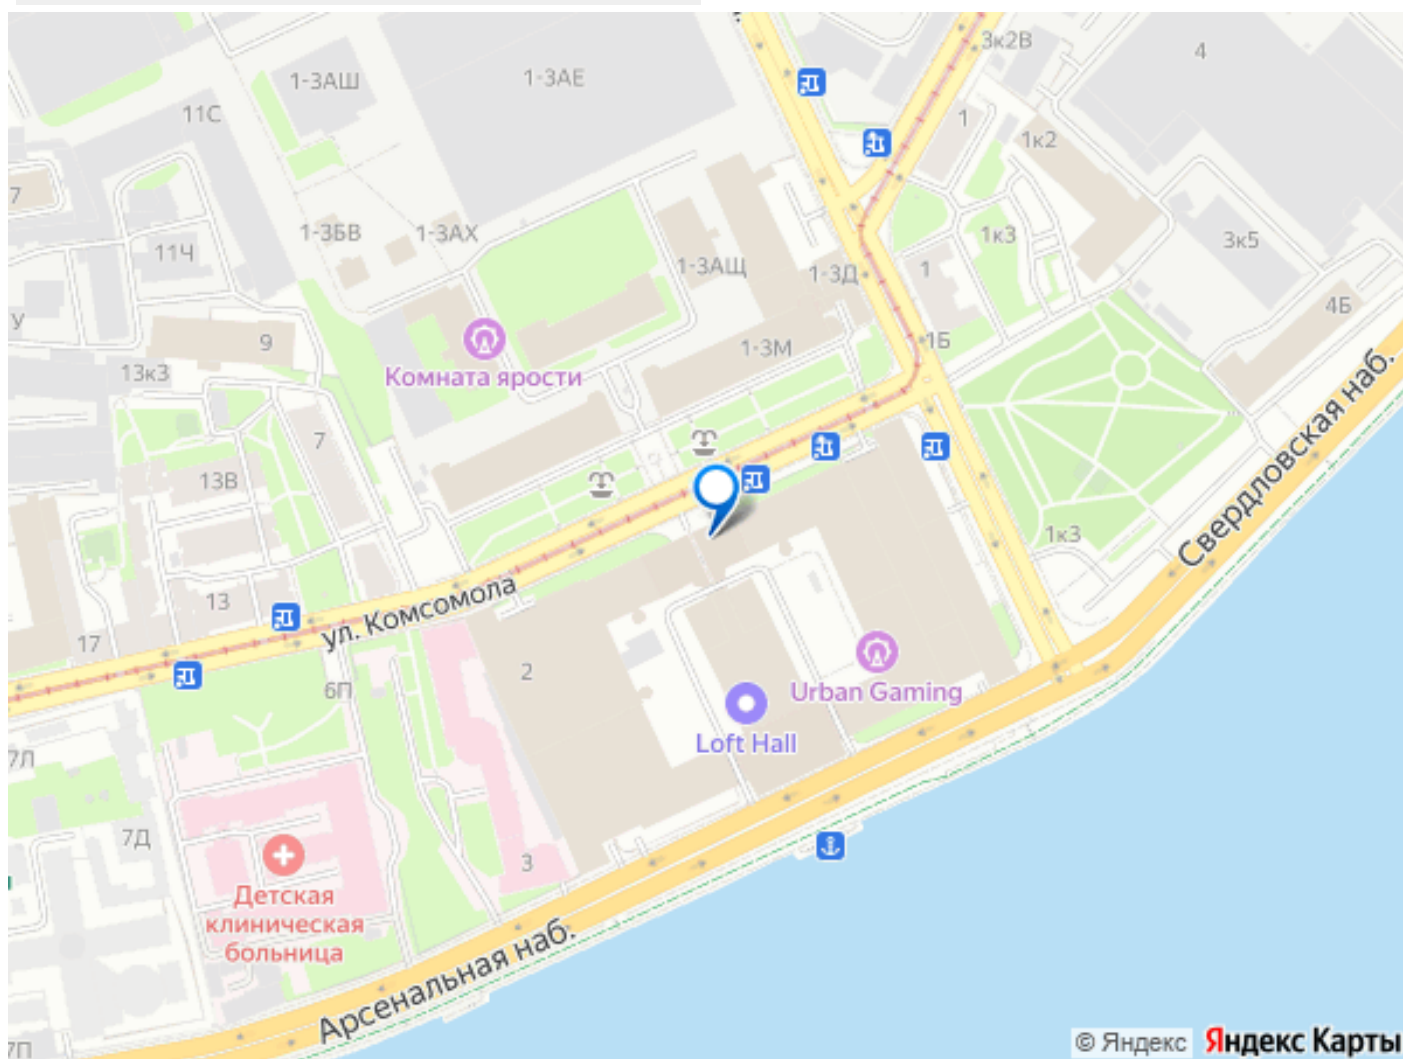 3к2В
4
1-3АШ
1-3АЕ
11С
1
1к2
7
1-3БВ
1-3АХ
1к3
3к5
11Ч
1-3АЩ
1-3Д
1
4Б
У
9
1-3М
1Б
13к3
Комната ярости
7
Свердловская наб.
13В
1к3
13
ул. Комсомола
17
2
6П
Urban Gaming
Loft Hall
7Л
7Д
3
Детская
клиническая
больница
Арсенальная наб.
7П
© Яндекс
Яндекс Карты